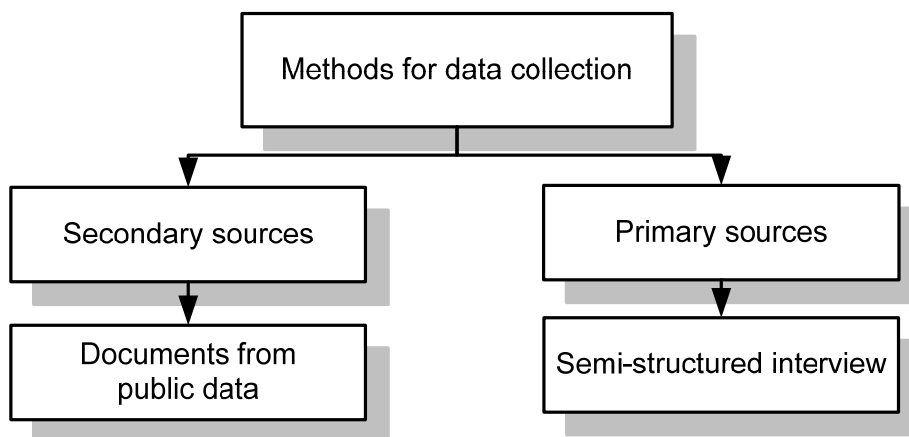 Methods for data collection
Secondary sources
Primary sources
Documents from
public data
Semi-structured interview